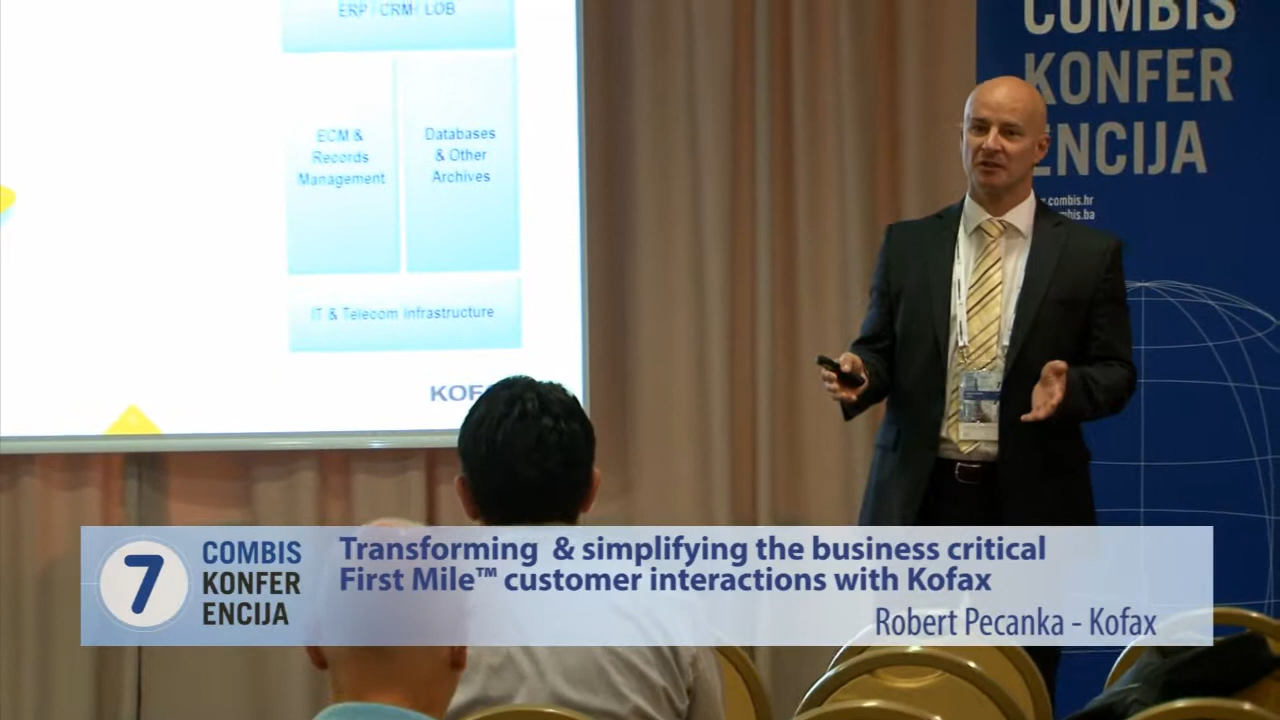 ERP / CRM / LOB
ECM &
Records
Management
Databases
& Other
Archives
IT & Telecom Infrastructure
KOF
COMBIS
KONFER
ENCIJA
.combis.hr
7
COMBIS
KONFER
ENCIJA
Transforming & simplifying the business critical
First Mile™ customer interactions with Kofax
Robert Pecanka - Kofax